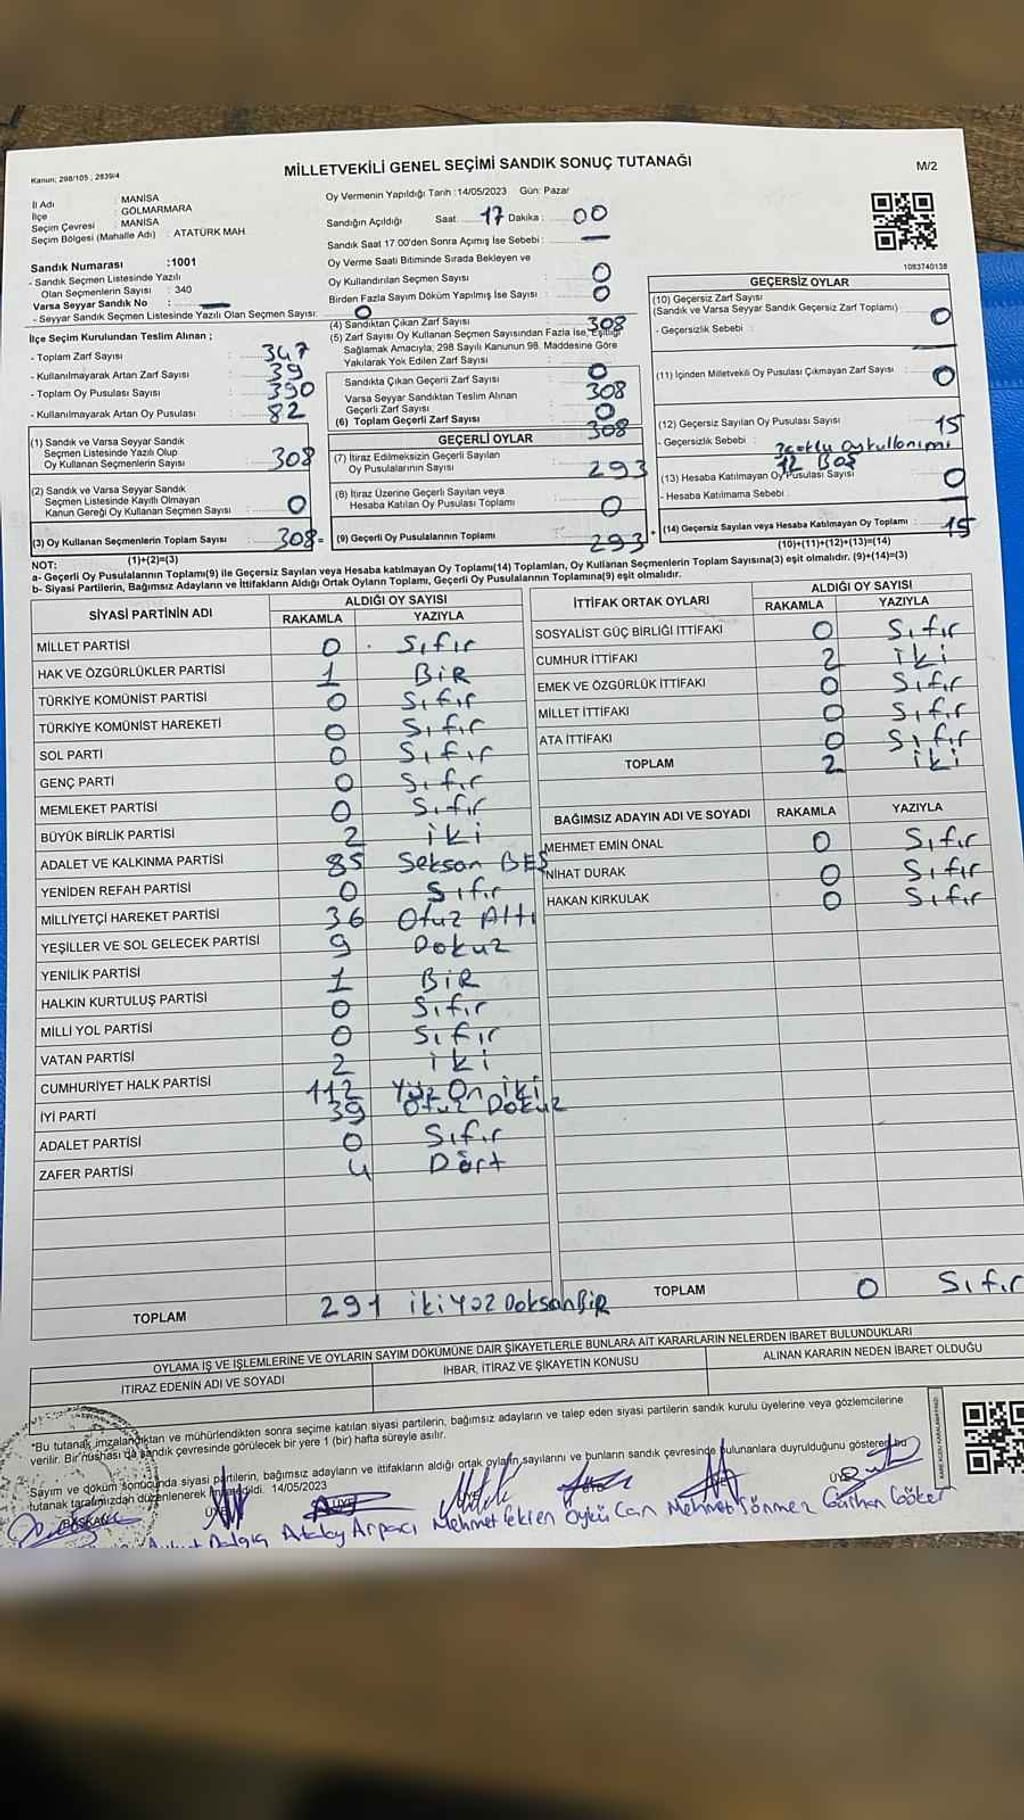 MİLLETVEKİLİ GENEL SEÇİMİ SANDIK SONUÇ TUTANAĞI
M/2
Kanun: 298/105 , 2839/4
İl Adı : MANİSA
İlçe : GÖLMARMARA
Seçim Çevresi : MANİSA
Seçim Bölgesi (Mahalle Adı) : ATATÜRK MAH
Oy Vermenin Yapıldığı Tarih :14/05/2023 Gün: Pazar
Sandığın Açıldığı Saat: 17 Dakika: 00
Sandık Saat 17.00'den Sonra Açımış İse Sebebi : —
Oy Verme Saati Bitiminde Sırada Bekleyen ve
Oy Kullandırılan Seçmen Sayısı : 0
Birden Fazla Sayım Döküm Yapılmış İse Sayısı : 0
1083740138
Sandık Numarası :1001
- Sandık Seçmen Listesinde Yazılı
Olan Seçmenlerin Sayısı : 340
Varsa Seyyar Sandık No : —
- Seyyar Sandık Seçmen Listesinde Yazılı Olan Seçmen Sayısı: 0
İlçe Seçim Kurulundan Teslim Alınan ;
- Toplam Zarf Sayısı : 347
- Kullanılmayarak Artan Zarf Sayısı : 39
- Toplam Oy Pusulası Sayısı : 390
- Kullanılmayarak Artan Oy Pusulası : 82
(1) Sandık ve Varsa Seyyar Sandık
Seçmen Listesinde Yazılı Olup
Oy Kullanan Seçmenlerin Sayısı : 308
(2) Sandık ve Varsa Seyyar Sandık
Seçmen Listesinde Kayıtlı Olmayan
Kanun Gereği Oy Kullanan Seçmen Sayısı : 0
(3) Oy Kullanan Seçmenlerin Toplam Sayısı : 308=
(1)+(2)=(3)
(4) Sandıktan Çıkan Zarf Sayısı : 308
(5) Zarf Sayısı Oy Kullanan Seçmen Sayısından Fazla İse, Eşitliği
Sağlamak Amacıyla, 298 Sayılı Kanunun 98. Maddesine Göre
Yakılarak Yok Edilen Zarf Sayısı : 0
Sandıkta Çıkan Geçerli Zarf Sayısı : 308
Varsa Seyyar Sandıktan Teslim Alınan
Geçerli Zarf Sayısı : 0
(6) Toplam Geçerli Zarf Sayısı : 308
GEÇERLİ OYLAR
(7) İtiraz Edilmeksizin Geçerli Sayılan
Oy Pusulalarının Sayısı : 293
(8) İtiraz Üzerine Geçerli Sayılan veya
Hesaba Katılan Oy Pusulası Toplamı : 0
(9) Geçerli Oy Pusulalarının Toplamı : 293 +
GEÇERSİZ OYLAR
(10) Geçersiz Zarf Sayısı
(Sandık ve Varsa Seyyar Sandık Geçersiz Zarf Toplamı) : 0
- Geçersizlik Sebebi : —
(11) İçinden Milletvekili Oy Pusulası Çıkmayan Zarf Sayısı : 0
(12) Geçersiz Sayılan Oy Pusulası Sayısı : 15
- Geçersizlik Sebebi : 3çoklu Oykullanımı
12 Boş
(13) Hesaba Katılmayan Oy Pusulası Sayısı : 0
- Hesaba Katılmama Sebebi : —
(14) Geçersiz Sayılan veya Hesaba Katılmayan Oy Toplamı : 15
(10)+(11)+(12)+(13)=(14)
NOT:
a- Geçerli Oy Pusulalarının Toplamı(9) ile Geçersiz Sayılan veya Hesaba katılmayan Oy Toplamı(14) Toplamları, Oy Kullanan Seçmenlerin Toplam Sayısına(3) eşit olmalıdır. (9)+(14)=(3)
b- Siyasi Partilerin, Bağımsız Adayların ve İttifakların Aldığı Ortak Oyların Toplamı, Geçerli Oy Pusulalarının Toplamına(9) eşit olmalıdır.
SİYASİ PARTİNİN ADI
ALDIĞI OY SAYISI
RAKAMLA YAZIYLA
MİLLET PARTİSİ 0 Sıfır
HAK VE ÖZGÜRLÜKLER PARTİSİ 1 BİR
TÜRKİYE KOMÜNİST PARTİSİ 0 Sıfır
TÜRKİYE KOMÜNİST HAREKETİ 0 Sıfır
SOL PARTİ 0 Sıfır
GENÇ PARTİ 0 Sıfır
MEMLEKET PARTİSİ 0 Sıfır
BÜYÜK BİRLİK PARTİSİ 2 iki
ADALET VE KALKINMA PARTİSİ 85 Seksan BEŞ
YENİDEN REFAH PARTİSİ 0 Sıfır
MİLLİYETÇİ HAREKET PARTİSİ 36 Otuz Altı
YEŞİLLER VE SOL GELECEK PARTİSİ 9 Dokuz
YENİLİK PARTİSİ 1 BİR
HALKIN KURTULUŞ PARTİSİ 0 Sıfır
MİLLİ YOL PARTİSİ 0 Sıfır
VATAN PARTİSİ 2 iki
CUMHURİYET HALK PARTİSİ 112 Yüz On iki
İYİ PARTİ 39 Otuz Dokuz
ADALET PARTİSİ 0 Sıfır
ZAFER PARTİSİ 4 Dört
TOPLAM 291 ikiyüz DoksanBİR
İTTİFAK ORTAK OYLARI
ALDIĞI OY SAYISI
RAKAMLA YAZIYLA
SOSYALİST GÜÇ BİRLİĞİ İTTİFAKI 0 Sıfır
CUMHUR İTTİFAKI 2 iki
EMEK VE ÖZGÜRLÜK İTTİFAKI 0 Sıfır
MİLLET İTTİFAKI 0 Sıfır
ATA İTTİFAKI 0 Sıfır
TOPLAM 2 iki
BAĞIMSIZ ADAYIN ADI VE SOYADI RAKAMLA YAZIYLA
MEHMET EMİN ÖNAL 0 Sıfır
NİHAT DURAK 0 Sıfır
HAKAN KIRKULAK 0 Sıfır
TOPLAM 0 Sıfır
OYLAMA İŞ VE İŞLEMLERİNE VE OYLARIN SAYIM DÖKÜMÜNE DAİR ŞİKAYETLERLE BUNLARA AİT KARARLARIN NELERDEN İBARET BULUNDUKLARI
İTİRAZ EDENİN ADI VE SOYADI
İHBAR, İTİRAZ VE ŞİKAYETİN KONUSU
ALINAN KARARIN NEDEN İBARET OLDUĞU
*Bu tutanak imzalandıktan ve mühürlendikten sonra seçime katılan siyasi partilerin, bağımsız adayların ve talep eden siyasi partilerin sandık kurulu üyelerine veya gözlemcilerine
verilir. Bir nüshası da sandık çevresinde görülecek bir yere 1 (bir) hafta süreyle asılır.
Sayım ve döküm sonucunda siyasi partilerin, bağımsız adayların ve ittifakların aldığı ortak oyların sayılarını ve bunların sandık çevresinde bulunanlara duyrulduğunu gösteren bu
tutanak tarafımızdan düzenlenerek imza edildi. 14/05/2023
BAŞKAN ÜYE ÜYE ÜYE ÜYE ÜYE
Atalay Arpacı Mehmet Tekren Öykü Can Mehmet Sönmez Gürhan Göker